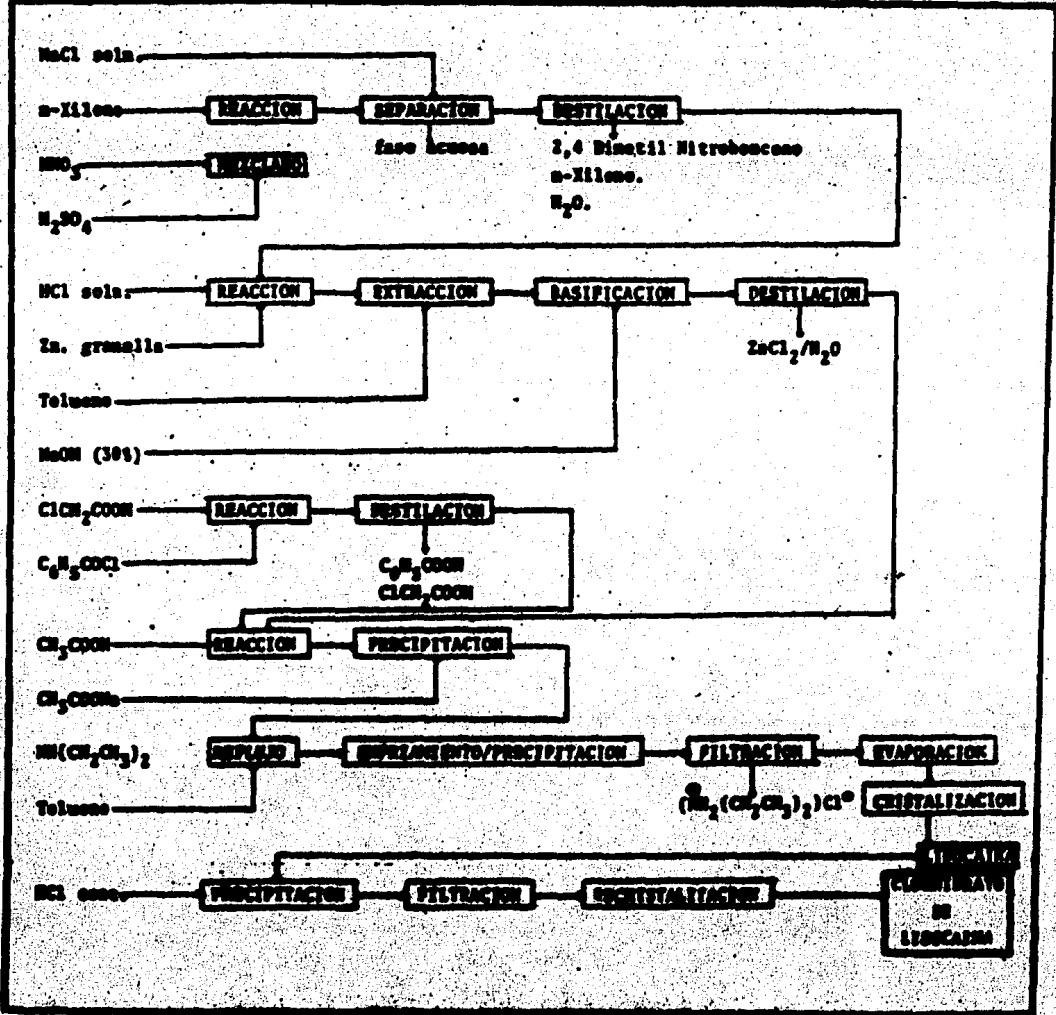 NaCl soln.
m-Xileno REACCION SEPARACION DESTILACION
fase Acuosa 2,4 Dimetil Nitrobenceno
HNO3 MEZCLADO m-Xileno.
H2SO4 H2O.
HCl soln. REACCION EXTRACCION BASIFICACION DESTILACION
Zn. granalla ZnCl2/H2O
Tolueno
NaOH (30%)
ClCH2COOH REACCION DESTILACION
C6H5COCl C6H5COOH
ClCH2COOH
CH3COOH REACCION PRECIPITACION
CH3COONa
NH(CH2CH3)2 REFLUJO ENFRIAMIENTO/PRECIPITACION FILTRACION EVAPORACION
Tolueno (NH2(CH2CH3)2)Cl⊖ CRISTALIZACION
LIDOCAINA
HCl conc. PRECIPITACION FILTRACION CLORHIDRATO
DE
LIDOCAINA